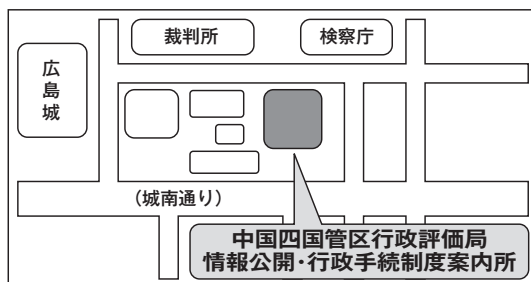 裁判所
検察庁
広島城
(城南通り)
中国四国管区行政評価局
情報公開・行政手続制度案内所